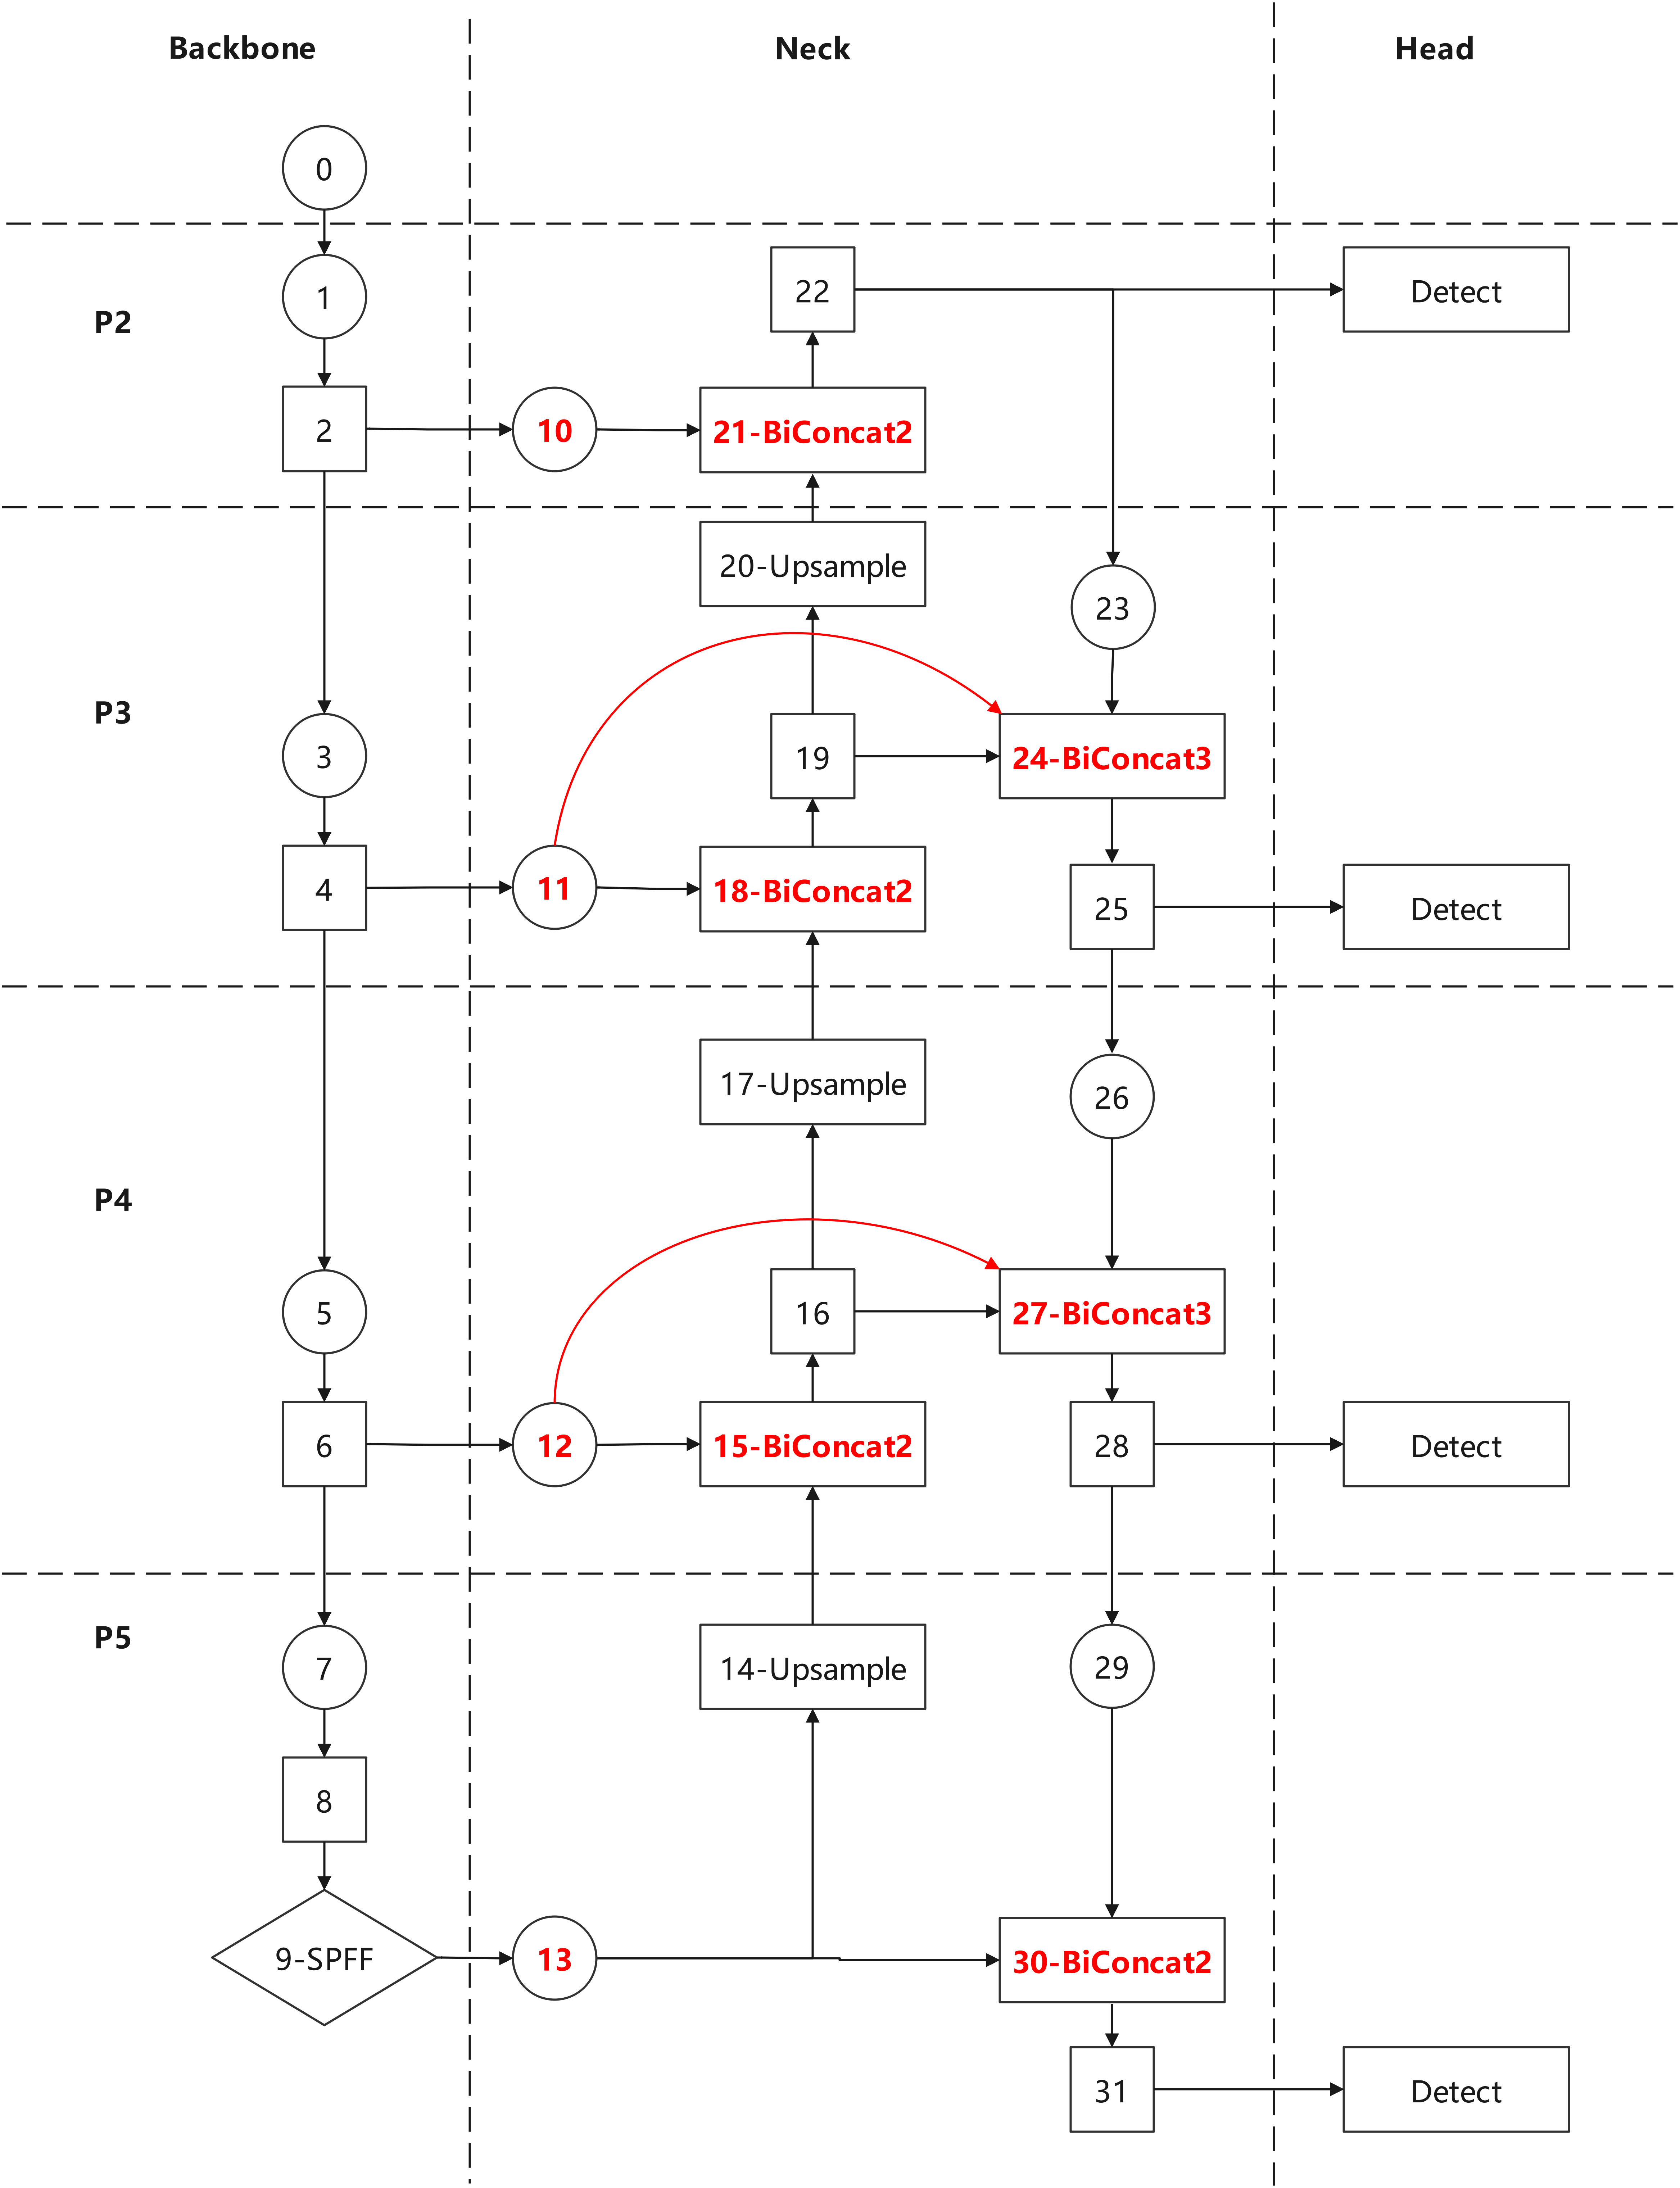 Backbone
Neck
Head
0
P2
1
22
Detect
2
10
21-BiConcat2
20-Upsample
23
P3
3
19
24-BiConcat3
4
11
18-BiConcat2
25
Detect
17-Upsample
26
P4
5
16
27-BiConcat3
6
12
15-BiConcat2
28
Detect
P5
7
14-Upsample
29
8
9-SPFF
13
30-BiConcat2
31
Detect